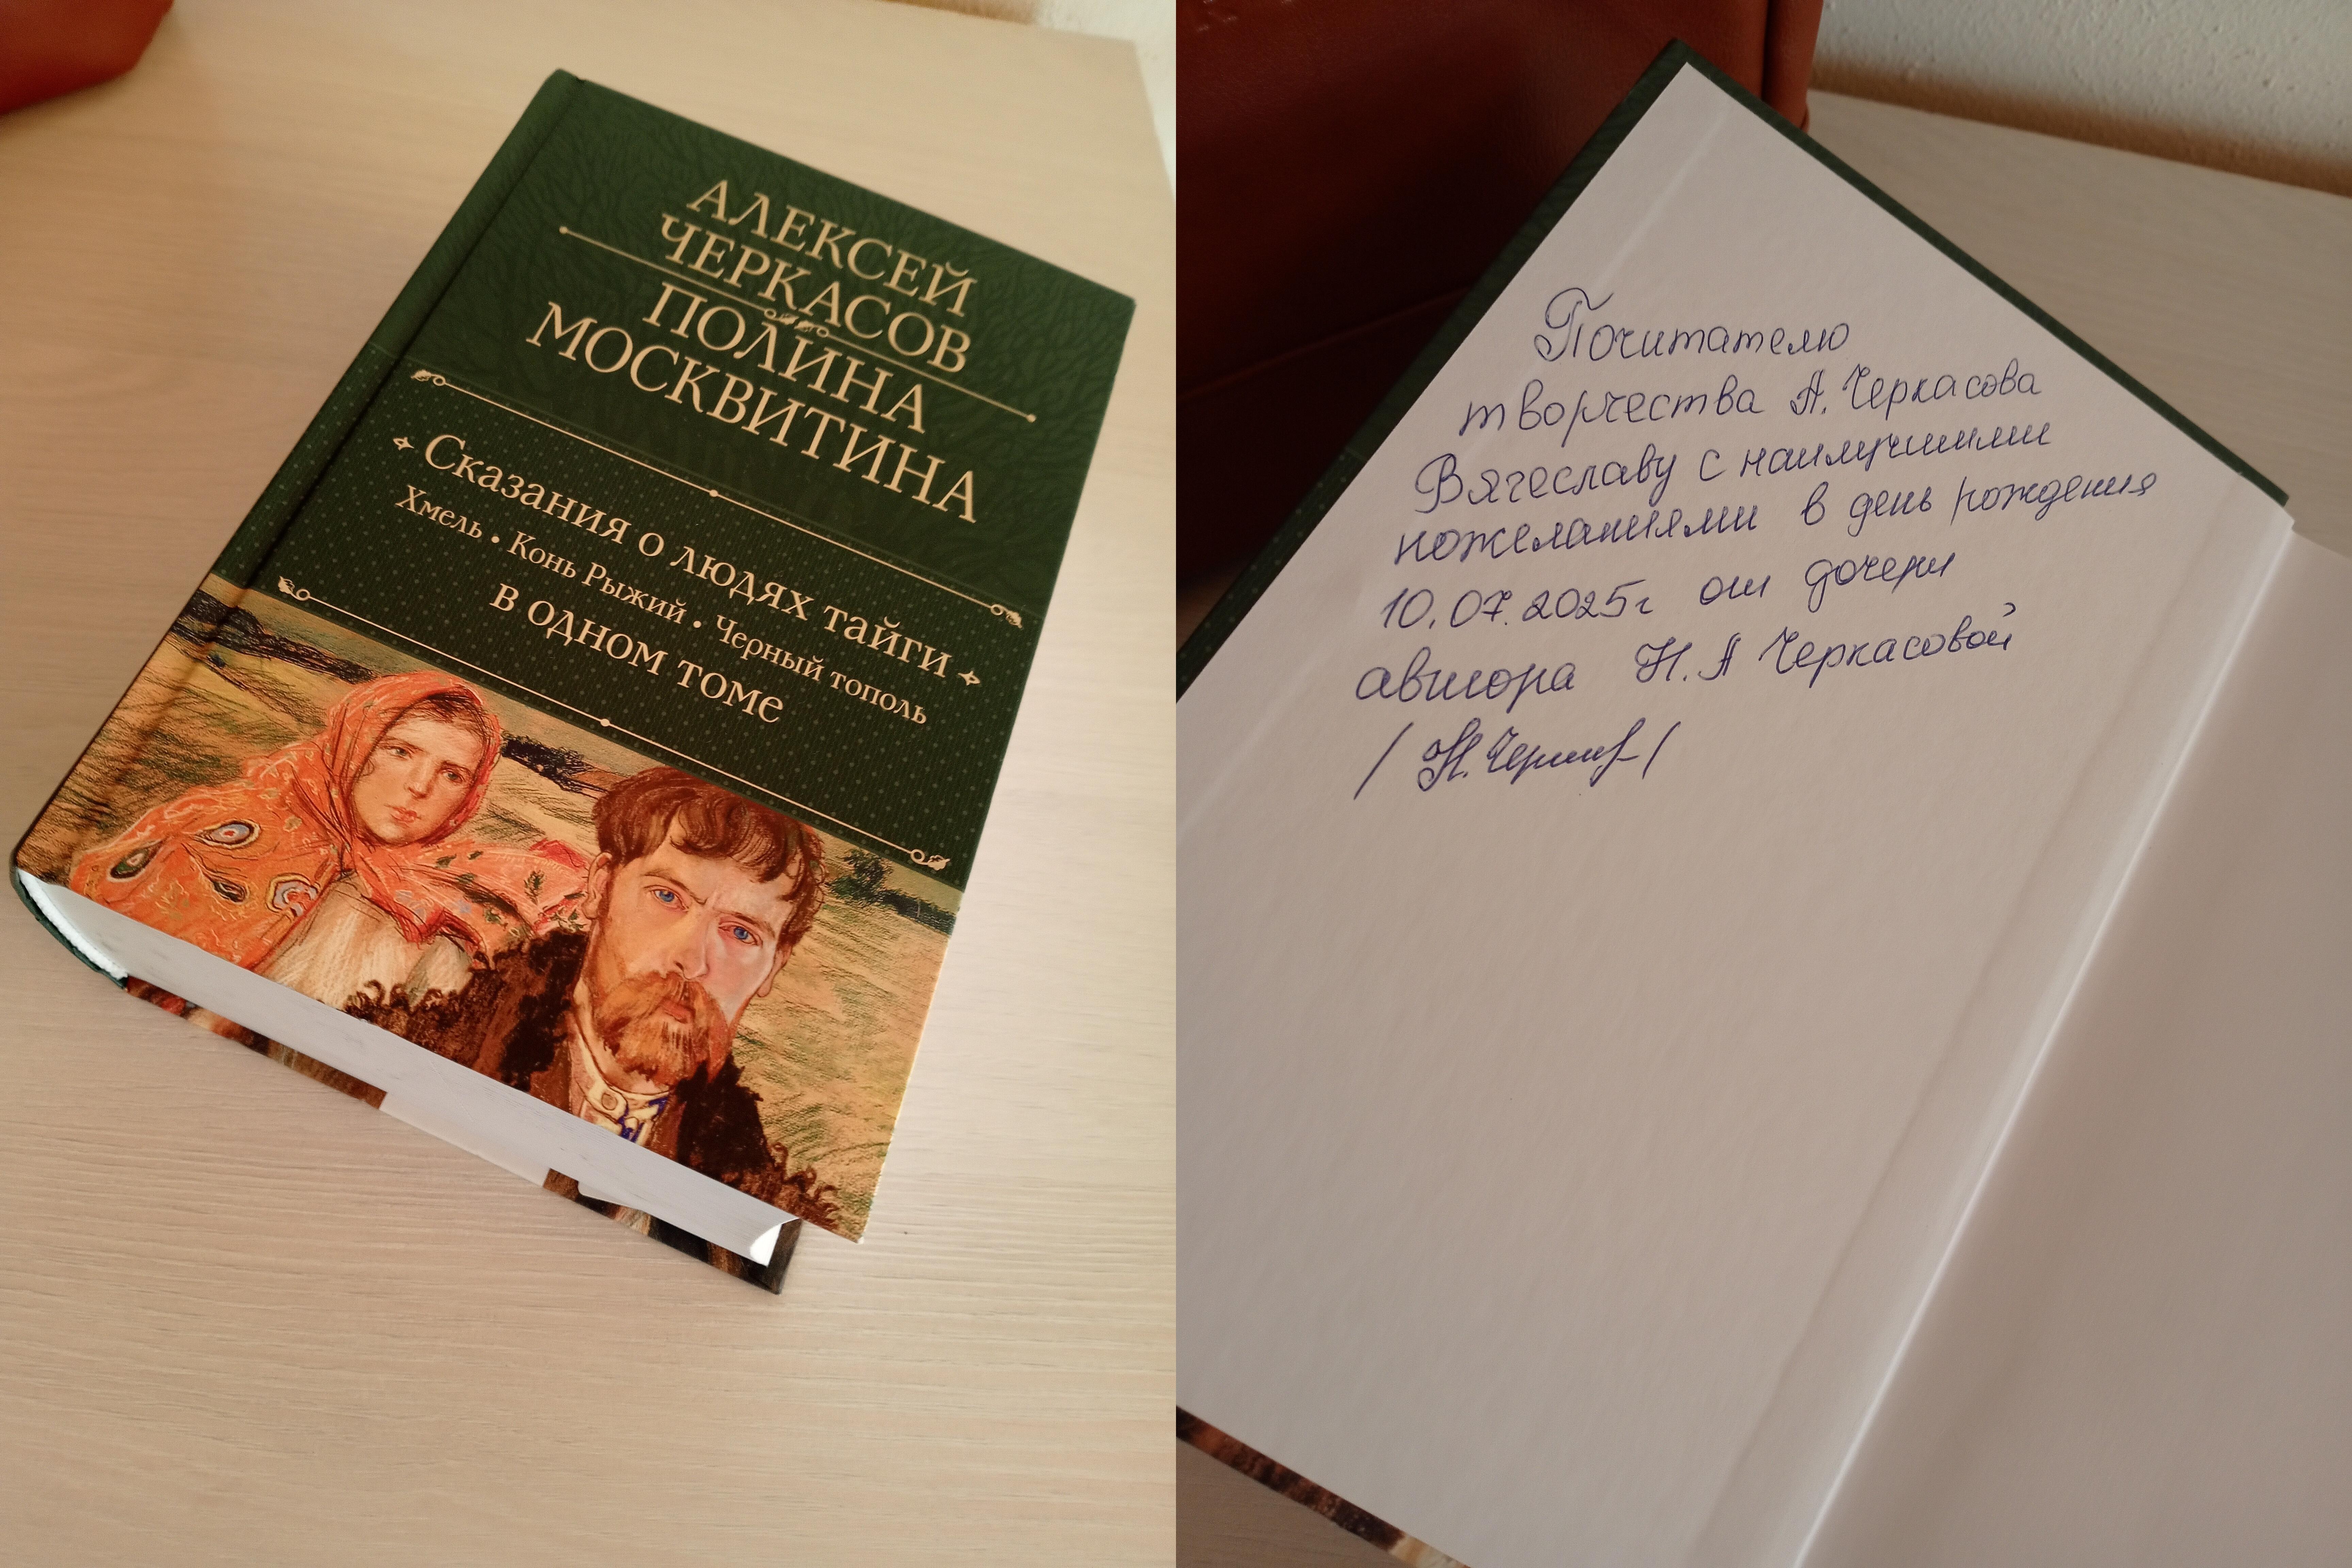 АЛЕКСЕЙ
ЧЕРКАСОВ
ПОЛИНА
МОСКВИТИНА
Сказания о людях тайги
Хмель • Конь Рыжий • Черный тополь
в одном томе
Почитателю
творчества А. Черкасова
Вячеславу с наилучшими
пожеланиями в день рождения
10.07.2025г от дочери
автора Н. А Черкасовой